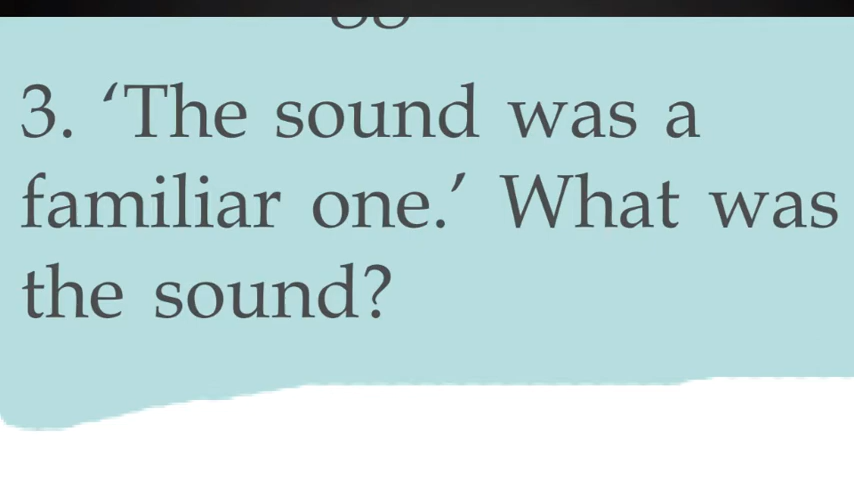 3. ‘The sound was a
familiar one.’ What was
the sound?